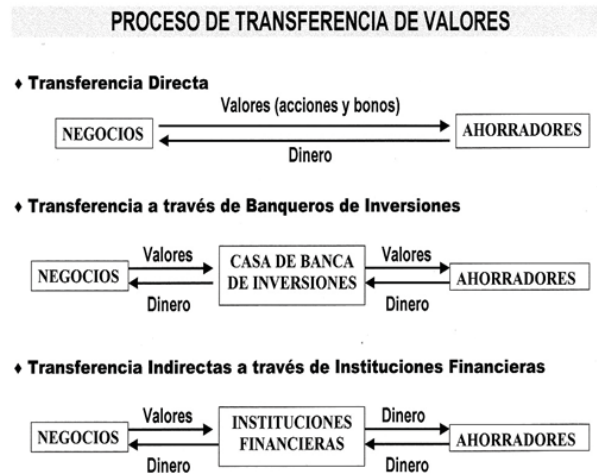 PROCESO DE TRANSFERENCIA DE VALORES
♦ Transferencia Directa
Valores (acciones y bonos)
NEGOCIOS
AHORRADORES
Dinero
♦ Transferencia a través de Banqueros de Inversiones
Valores
Valores
NEGOCIOS
CASA DE BANCA
DE INVERSIONES
AHORRADORES
Dinero
Dinero
♦ Transferencia Indirectas a través de Instituciones Financieras
Valores
Dinero
NEGOCIOS
INSTITUCIONES
FINANCIERAS
AHORRADORES
Dinero
Dinero